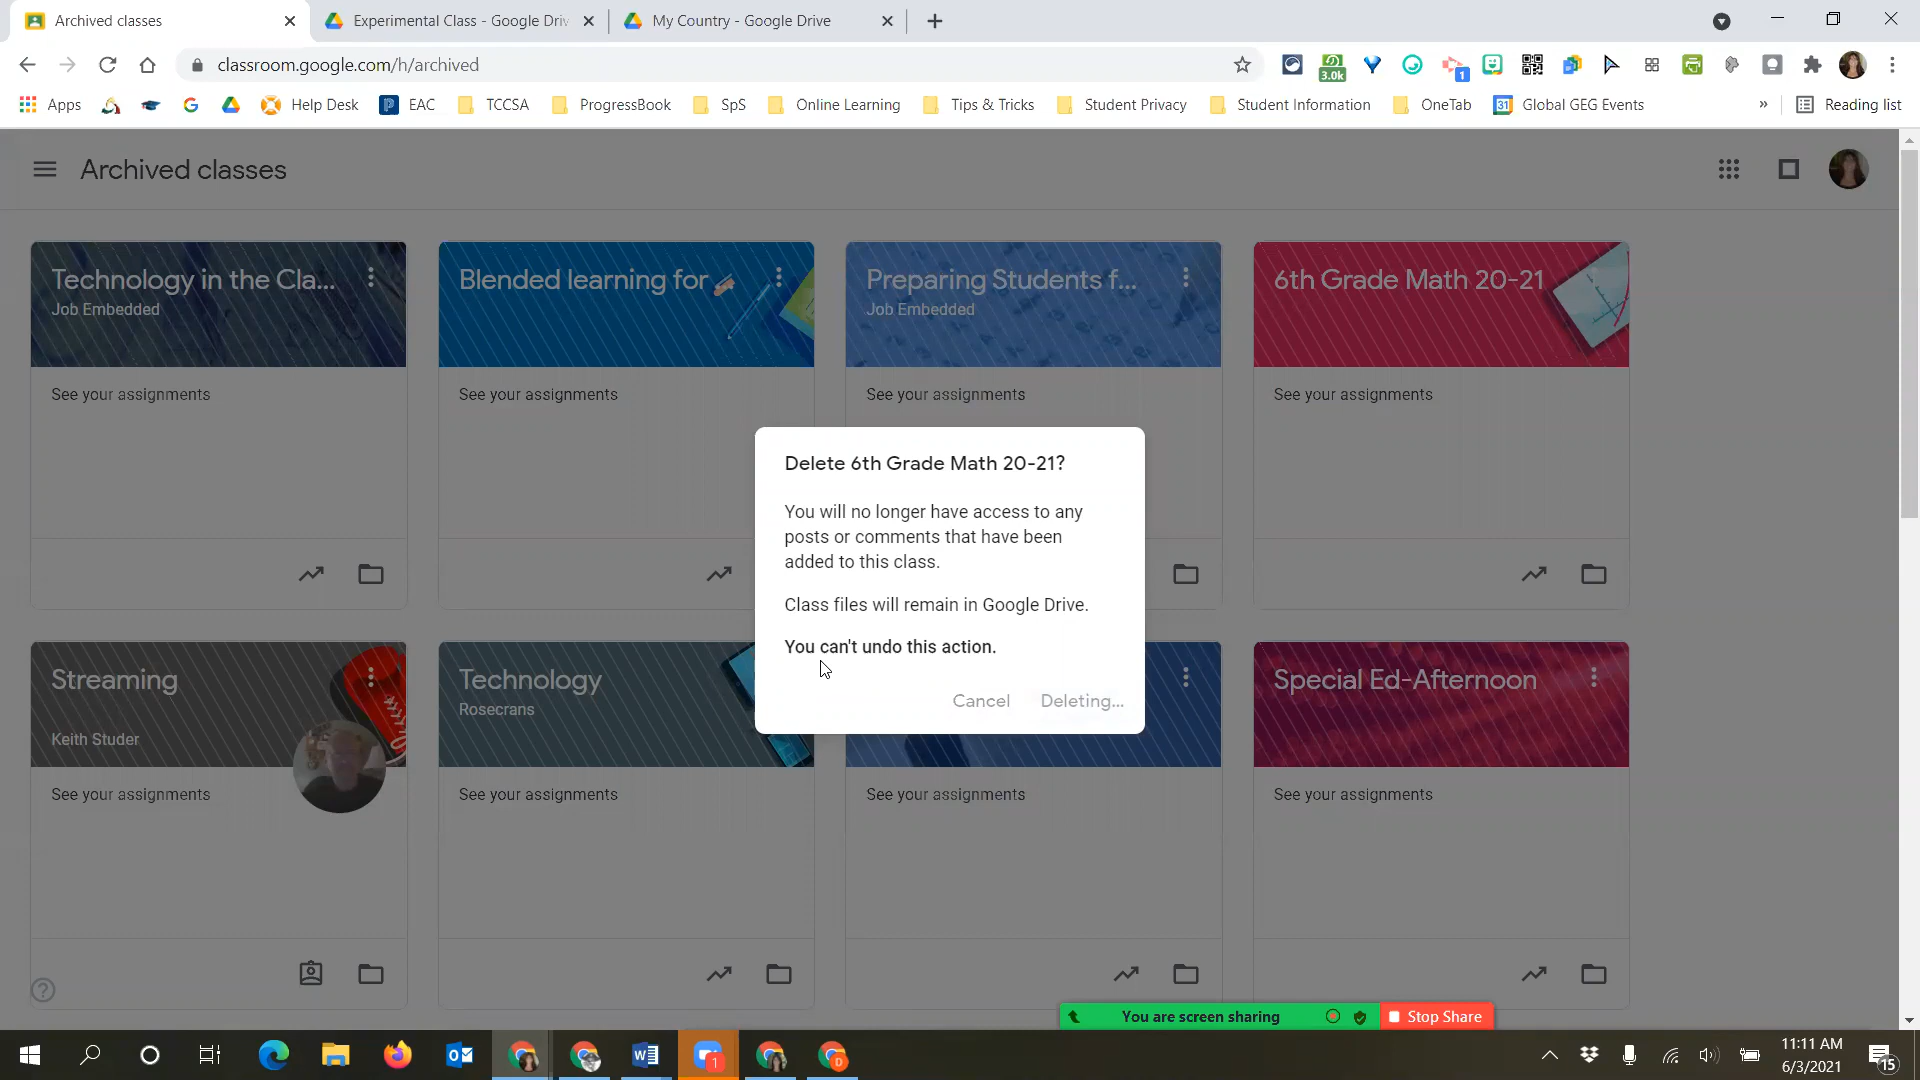 Archived classes
Experimental Class - Google Driv
My Country - Google Drive
classroom.google.com/h/archived
3.0k
1
Apps
Help Desk
EAC
TCCSA
ProgressBook
SpS
Online Learning
Tips & Tricks
Student Privacy
Student Information
OneTab
31
Global GEG Events
»
Reading list
Archived classes
Technology in the Cla...
Job Embedded
See your assignments
Blended learning for
See your assignments
Preparing Students f...
Job Embedded
See your assignments
6th Grade Math 20-21
See your assignments
Delete 6th Grade Math 20-21?
You will no longer have access to any
posts or comments that have been
added to this class.
Class files will remain in Google Drive.
You can't undo this action.
Cancel
Deleting...
Streaming
Keith Studer
See your assignments
Technology
Rosecrans
See your assignments
See your assignments
Special Ed-Afternoon
See your assignments
You are screen sharing
Stop Share
1
11:11 AM
6/3/2021
15